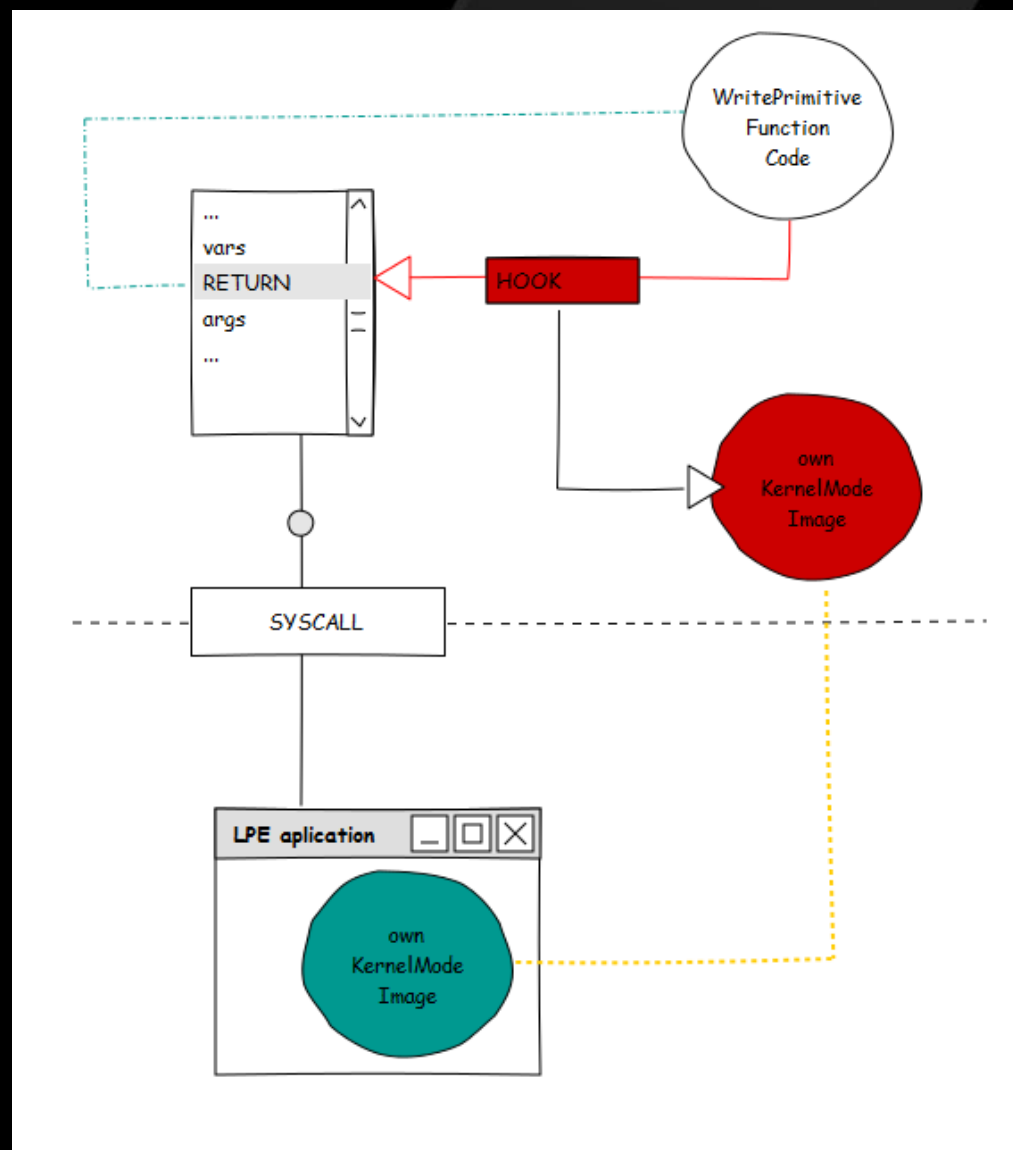 WritePrimitive
Function
Code
...
vars
RETURN
args
...
HOOK
own
KernelMode
Image
SYSCALL
LPE aplication
own
KernelMode
Image